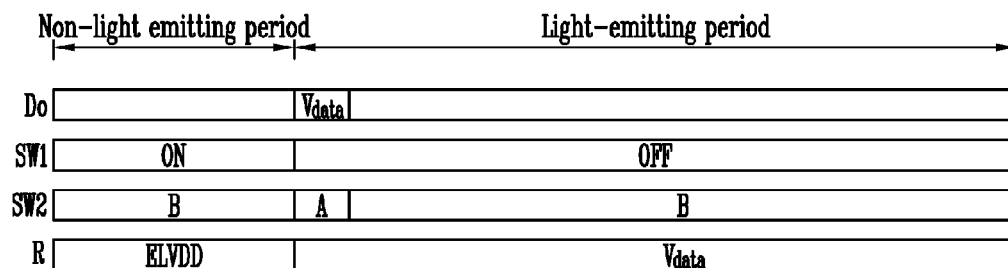 Non-light emitting period Light-emitting period
Do Vdata
SW1 ON OFF
SW2 B A B
R ELVDD Vdata